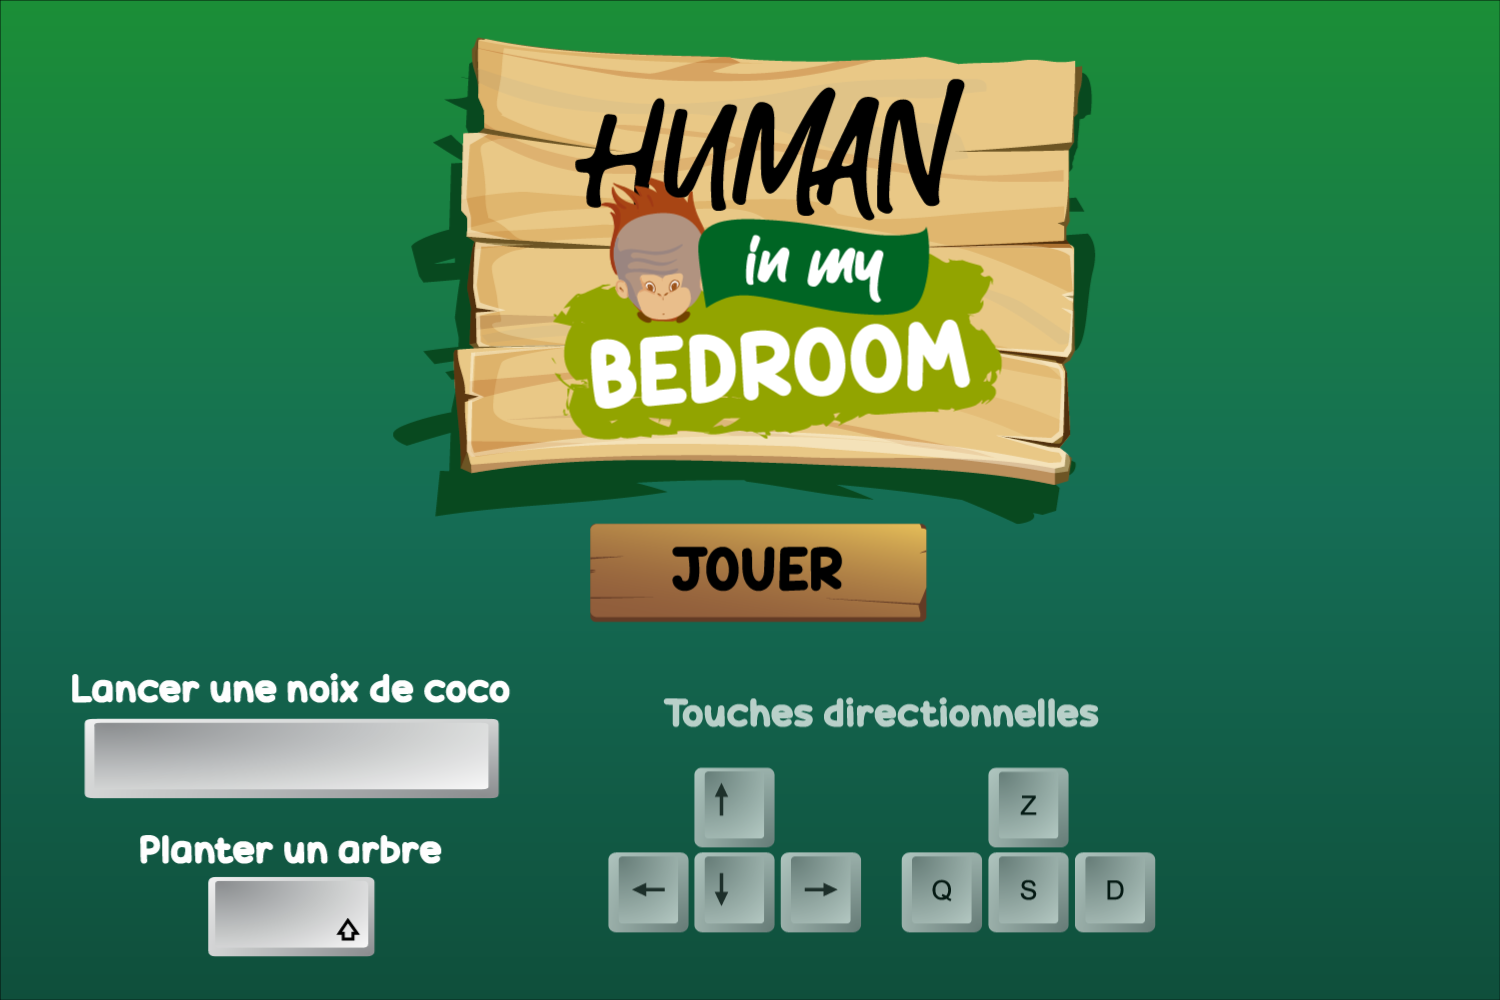 HUMAN
in my
BEDROOM
JOUER
Lancer une noix de coco
Planter un arbre
Touches directionnelles
↑
Z
← ↓ →
Q S D